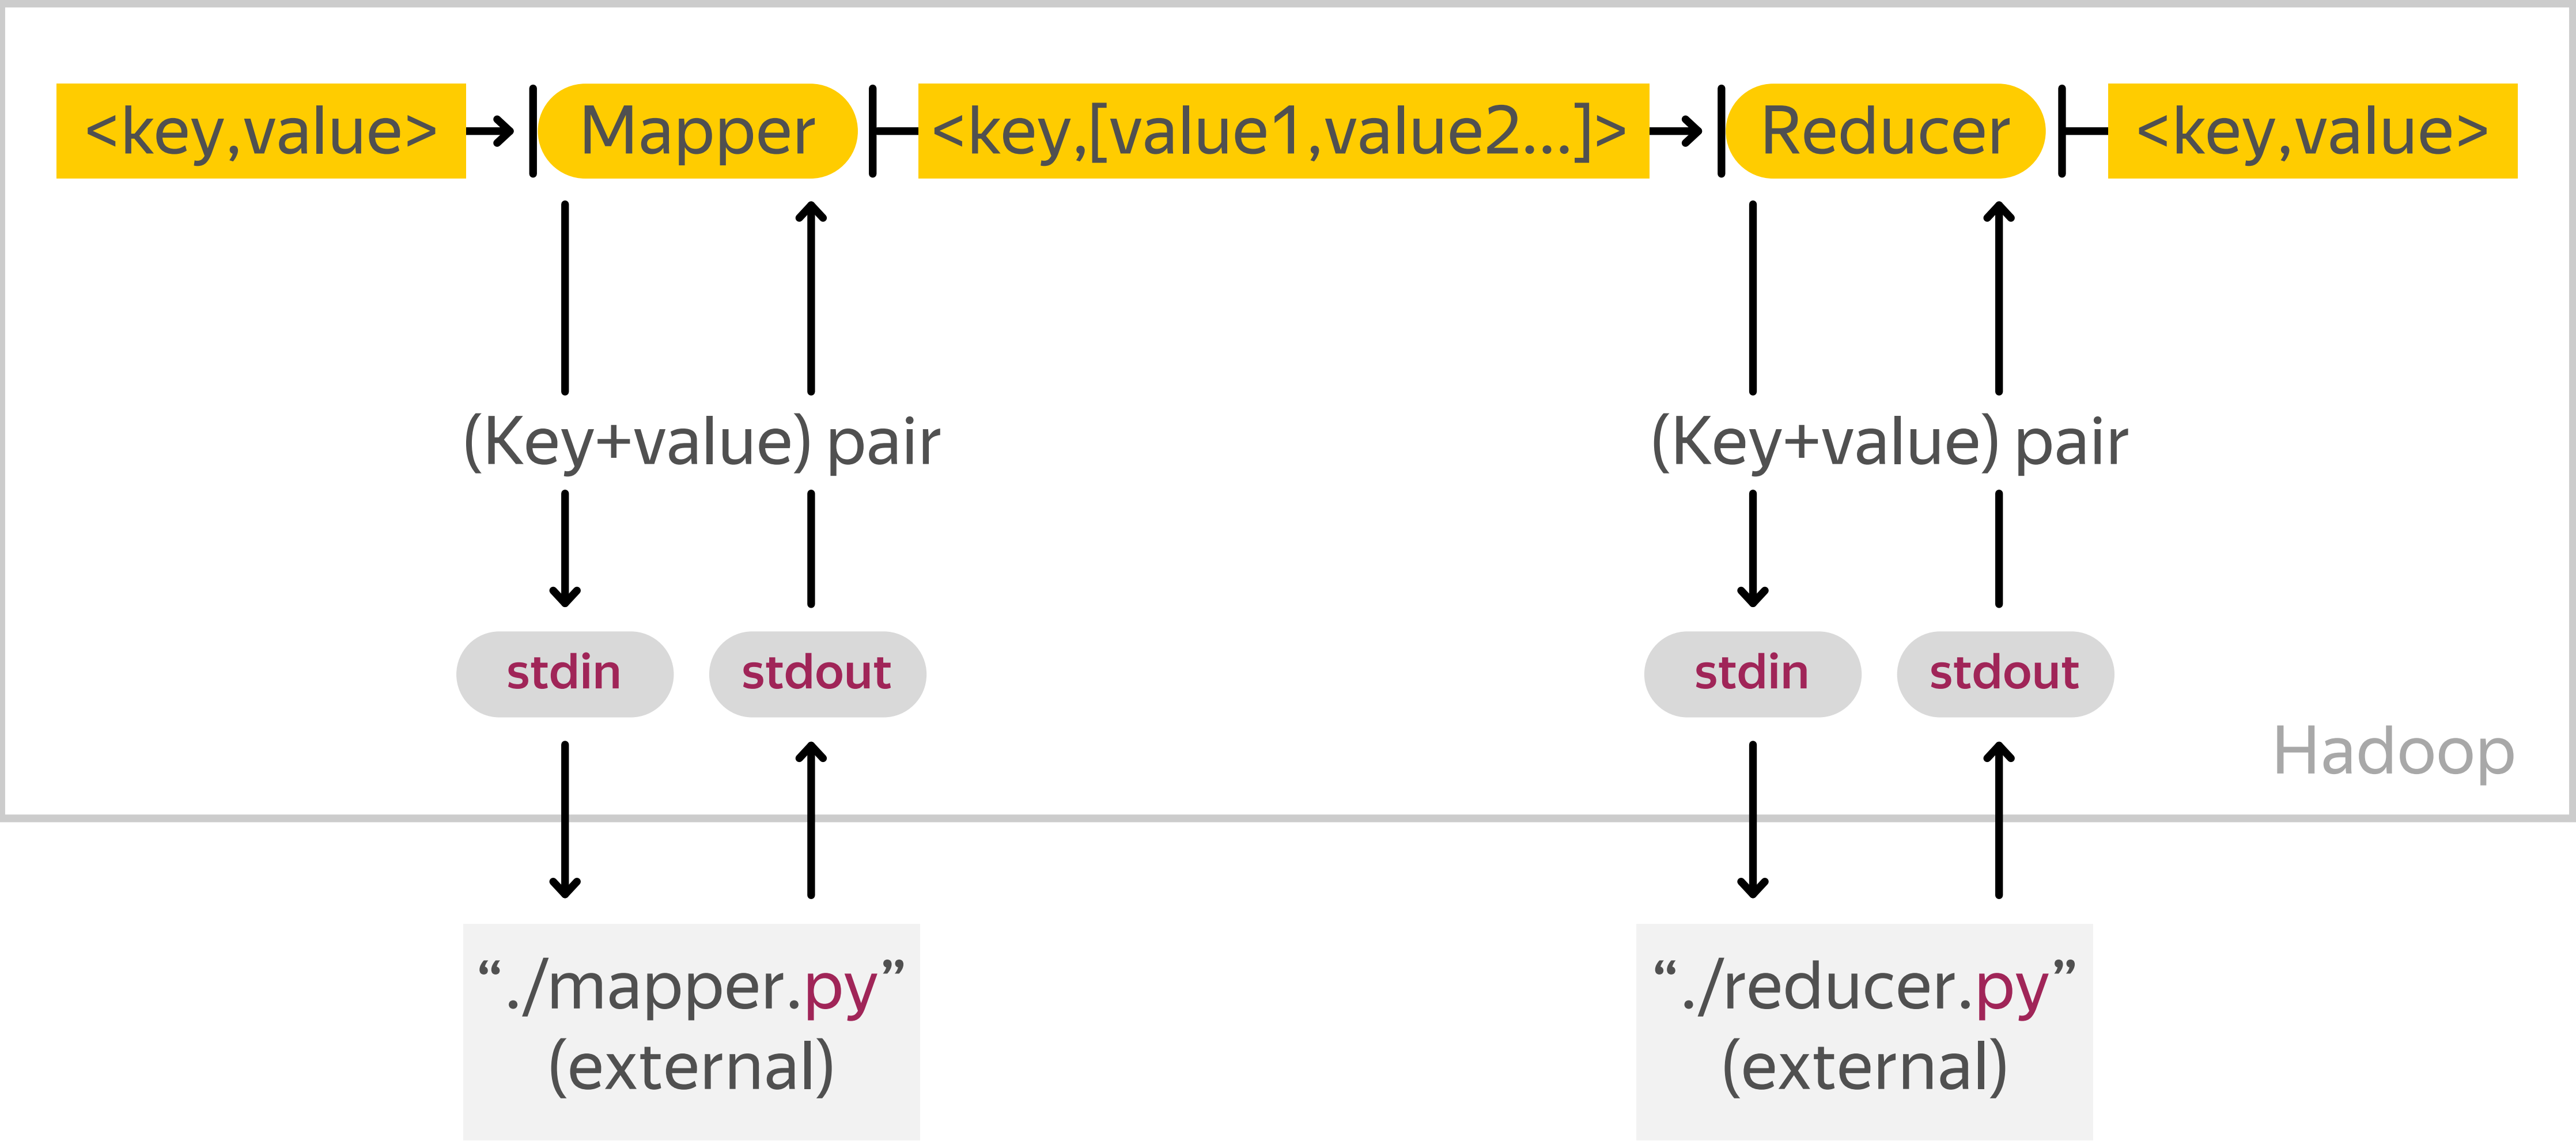 <key,value>
Mapper
<key,[value1,value2...]>
Reducer
<key,value>
(Key+value) pair
(Key+value) pair
stdin
stdout
stdin
stdout
Hadoop
“./mapper.py”
(external)
“./reducer.py”
(external)